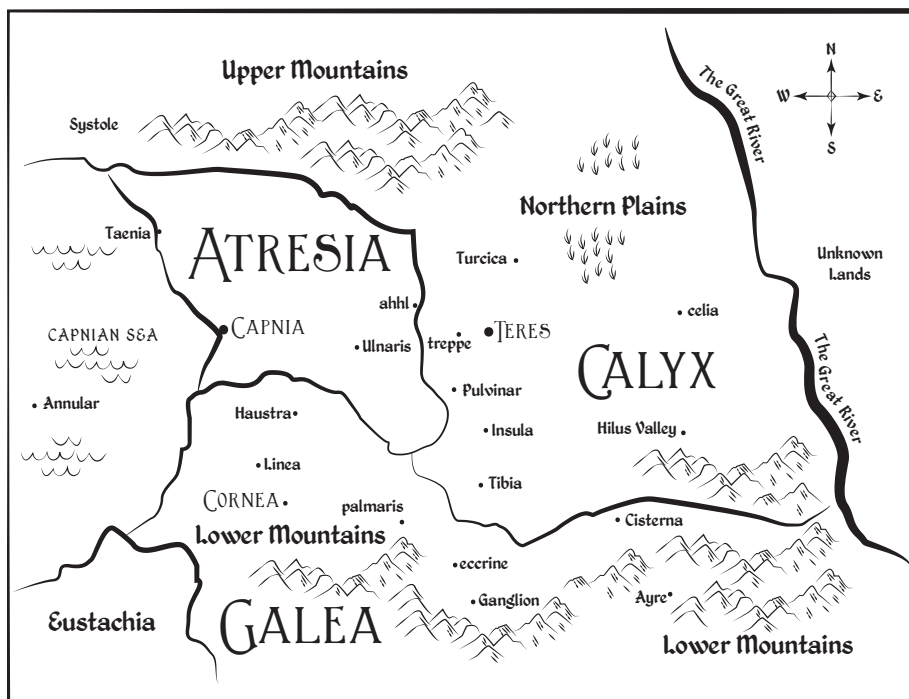 Upper Mountains
N
W
E
S
The Great River
Systole
Northern Plains
Taenia
ATRESIA
Turcica
Unknown
Lands
ahhl
celia
CAPNIA
TERES
CAPNIAN SEA
Ulnaris
treppe
CALYX
The Great River
Pulvinar
Annular
Haustra
Insula
Hilus Valley
Linea
Tibia
CORNEA
palmaris
Cisterna
Lower Mountains
eccrine
Eustachia
GALEA
Ganglion
Ayre
Lower Mountains